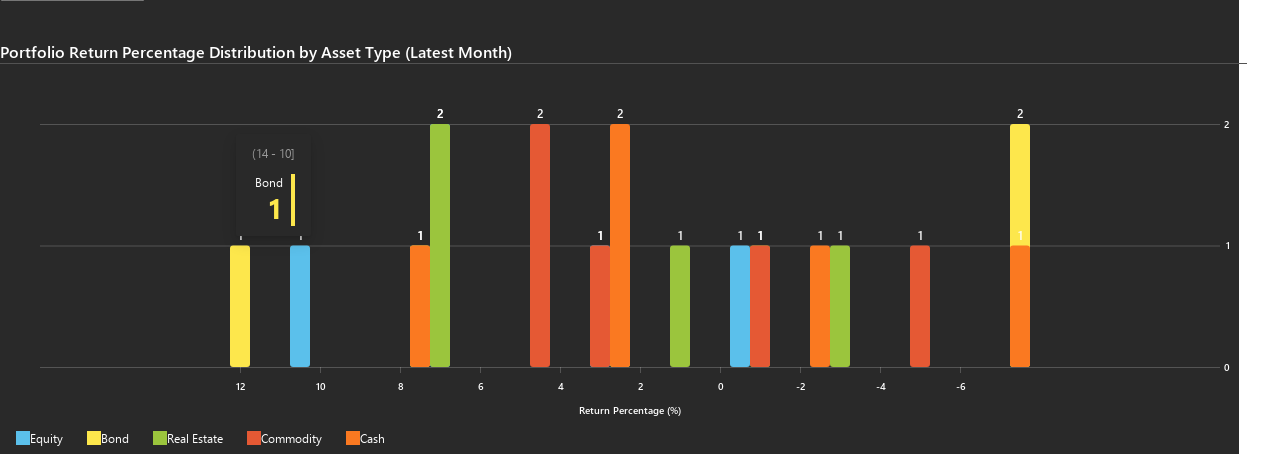 Portfolio Return Percentage Distribution by Asset Type (Latest Month)
2 2 2 2
2
(14 - 10]
Bond
1
1 1 1 1 1 1 1 1 1 1
1
0
12 10 8 6 4 2 0 -2 -4 -6
Return Percentage (%)
Equity Bond Real Estate Commodity Cash